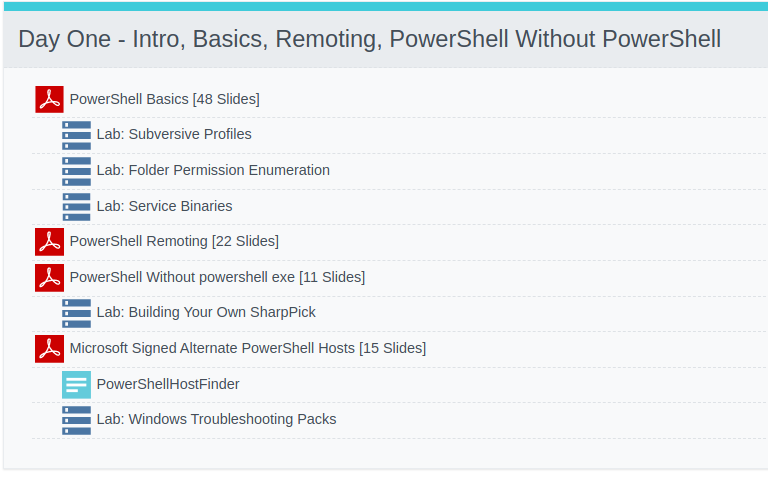 Day One - Intro, Basics, Remoting, PowerShell Without PowerShell
PowerShell Basics [48 Slides]
Lab: Subversive Profiles
Lab: Folder Permission Enumeration
Lab: Service Binaries
PowerShell Remoting [22 Slides]
PowerShell Without powershell exe [11 Slides]
Lab: Building Your Own SharpPick
Microsoft Signed Alternate PowerShell Hosts [15 Slides]
PowerShellHostFinder
Lab: Windows Troubleshooting Packs